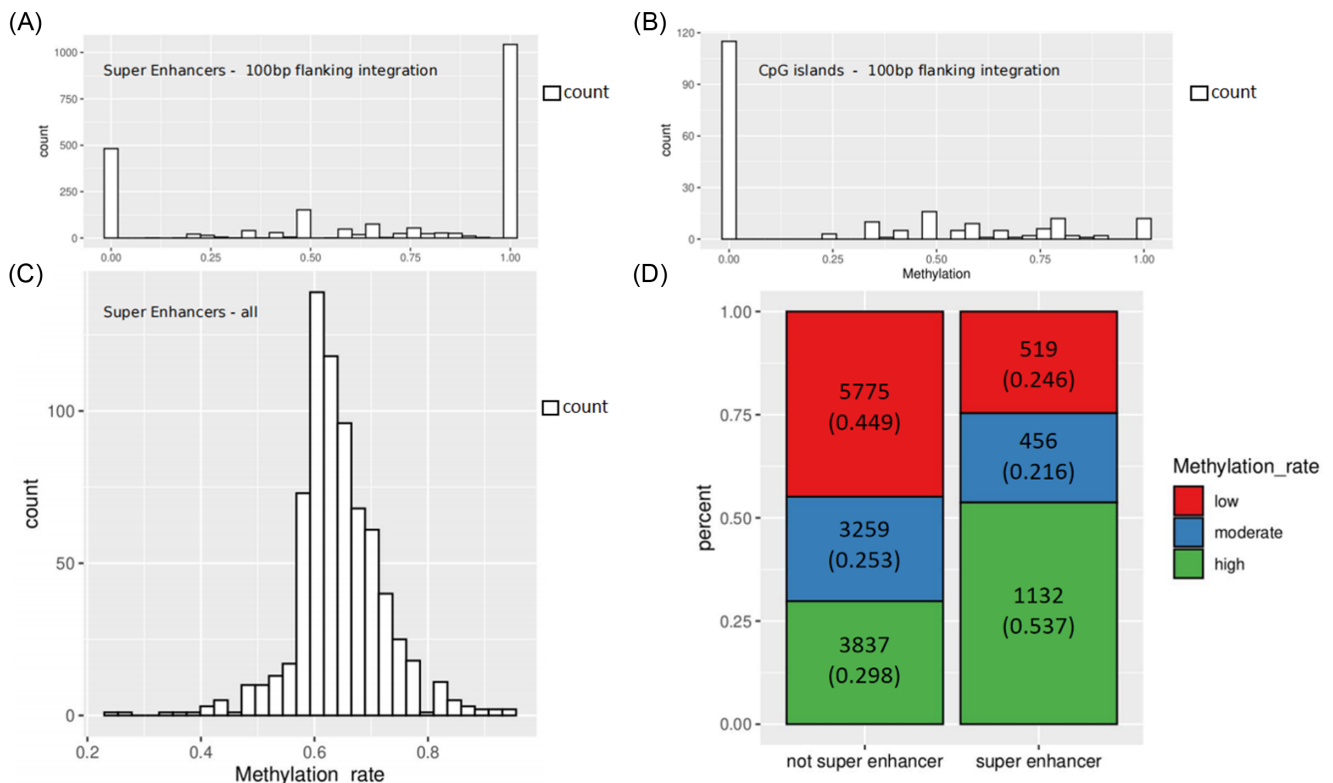 (A)
1000
750
500
250
0
count
Super Enhancers - 100bp flanking integration
0.00
0.25
0.50
0.75
1.00
count
(B)
120
90
60
30
0
count
CpG islands - 100bp flanking integration
0.00
0.25
0.50
0.75
1.00
Methylation
count
(C)
Super Enhancers - all
100
50
0
count
0.2
0.4
0.6
0.8
Methylation_rate
count
(D)
1.00
0.75
0.50
0.25
0.00
percent
5775
(0.449)
3259
(0.253)
3837
(0.298)
519
(0.246)
456
(0.216)
1132
(0.537)
not super enhancer
super enhancer
Methylation_rate
low
moderate
high